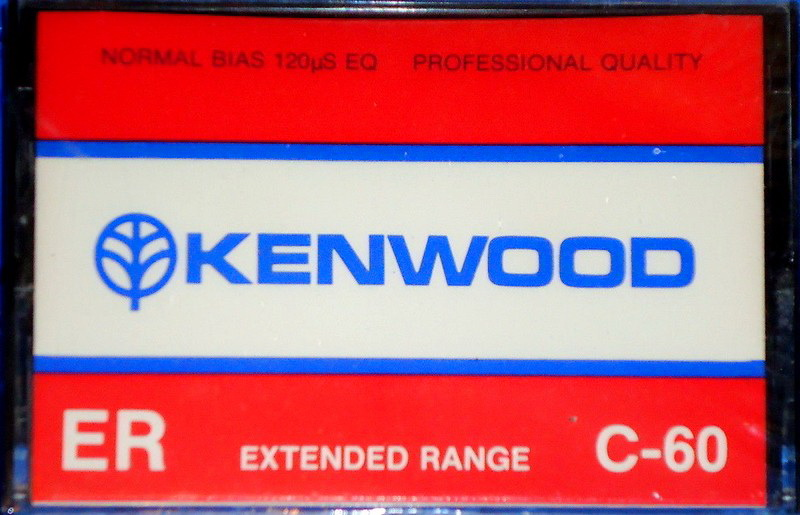 NORMAL BIAS 120µS EQ PROFESSIONAL QUALITY
KENWOOD
ER EXTENDED RANGE C-60